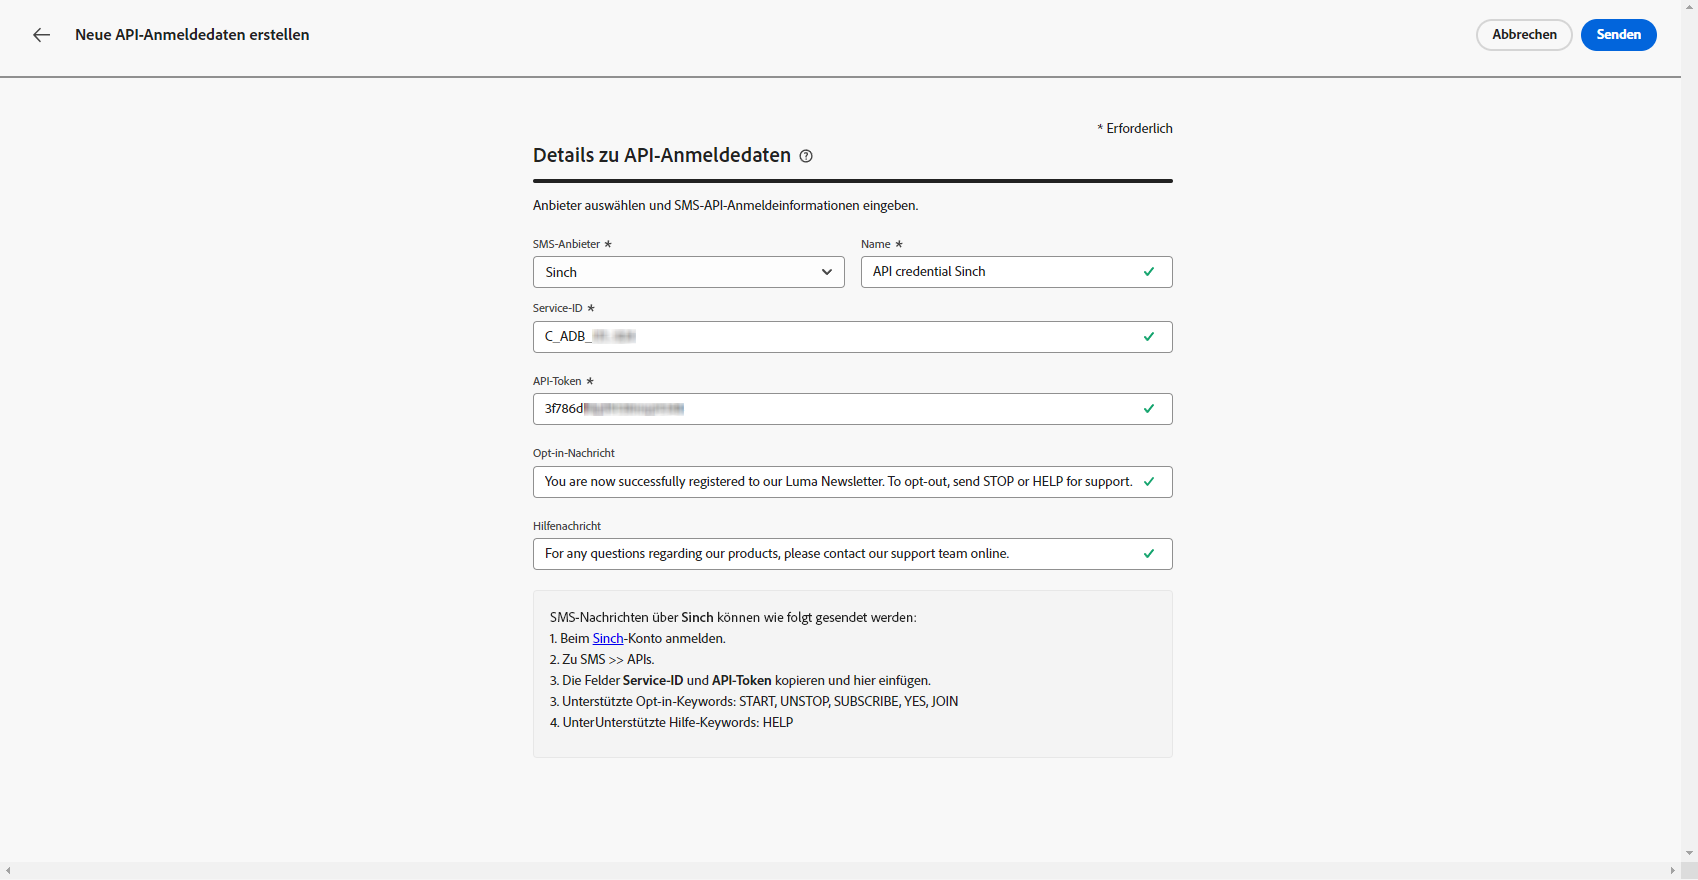 Neue API-Anmeldedaten erstellen
Abbrechen
Senden
* Erforderlich
Details zu API-Anmeldedaten
Anbieter auswählen und SMS-API-Anmeldeinformationen eingeben.
SMS-Anbieter *
Name *
Sinch
API credential Sinch
Service-ID *
C_ADB_
API-Token *
3f786d
Opt-in-Nachricht
You are now successfully registered to our Luma Newsletter. To opt-out, send STOP or HELP for support.
Hilfenachricht
For any questions regarding our products, please contact our support team online.
SMS-Nachrichten über Sinch können wie folgt gesendet werden:
1. Beim Sinch-Konto anmelden.
2. Zu SMS >> APIs.
3. Die Felder Service-ID und API-Token kopieren und hier einfügen.
3. Unterstützte Opt-in-Keywords: START, UNSTOP, SUBSCRIBE, YES, JOIN
4. UnterUnterstützte Hilfe-Keywords: HELP